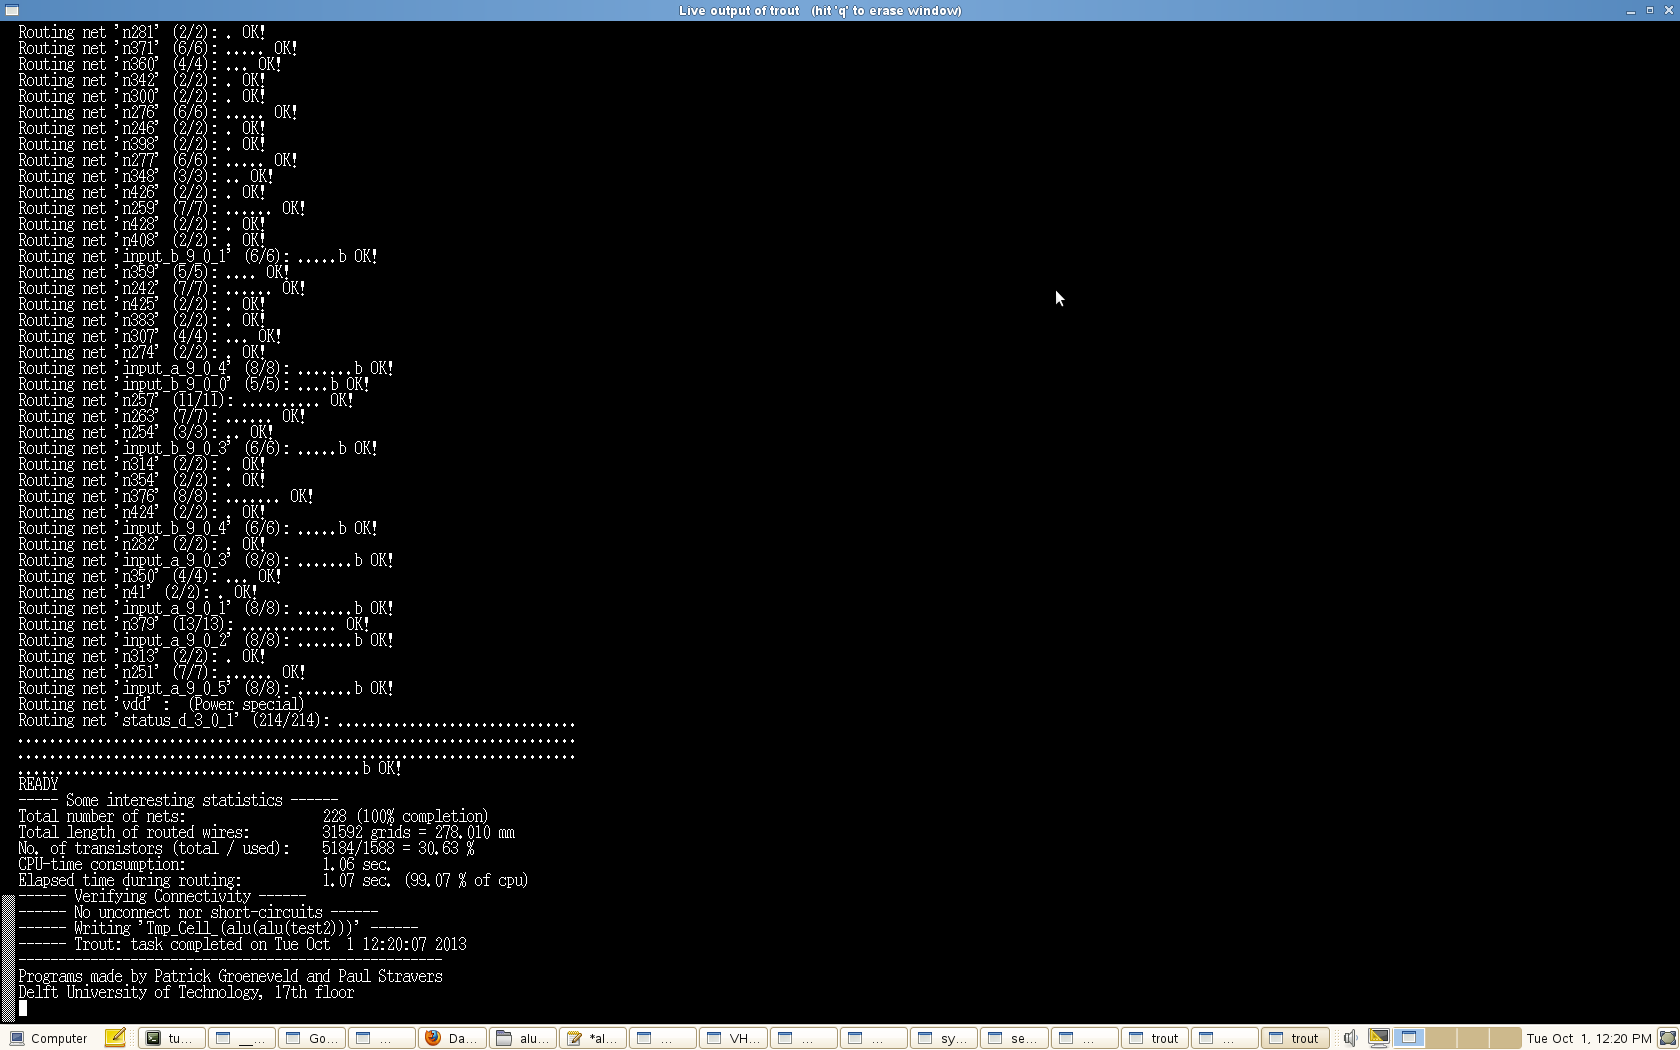 Live output of trout   (hit 'q' to erase window)
Routing net 'n281' (2/2): . OK!
Routing net 'n371' (6/6): ..... OK!
Routing net 'n360' (4/4): ... OK!
Routing net 'n342' (2/2): . OK!
Routing net 'n300' (2/2): . OK!
Routing net 'n276' (6/6): ..... OK!
Routing net 'n246' (2/2): . OK!
Routing net 'n398' (2/2): . OK!
Routing net 'n277' (6/6): ..... OK!
Routing net 'n348' (3/3): .. OK!
Routing net 'n426' (2/2): . OK!
Routing net 'n259' (7/7): ...... OK!
Routing net 'n428' (2/2): . OK!
Routing net 'n408' (2/2): . OK!
Routing net 'input_b_9_0_1' (6/6): .....b OK!
Routing net 'n359' (5/5): .... OK!
Routing net 'n242' (7/7): ...... OK!
Routing net 'n425' (2/2): . OK!
Routing net 'n383' (2/2): . OK!
Routing net 'n307' (4/4): ... OK!
Routing net 'n274' (2/2): . OK!
Routing net 'input_a_9_0_4' (8/8): .......b OK!
Routing net 'input_b_9_0_0' (5/5): ....b OK!
Routing net 'n257' (11/11): .......... OK!
Routing net 'n263' (7/7): ...... OK!
Routing net 'n254' (3/3): .. OK!
Routing net 'input_b_9_0_3' (6/6): .....b OK!
Routing net 'n314' (2/2): . OK!
Routing net 'n354' (2/2): . OK!
Routing net 'n376' (8/8): ....... OK!
Routing net 'n424' (2/2): . OK!
Routing net 'input_b_9_0_4' (6/6): .....b OK!
Routing net 'n282' (2/2): . OK!
Routing net 'input_a_9_0_3' (8/8): .......b OK!
Routing net 'n350' (4/4): ... OK!
Routing net 'n41' (2/2): . OK!
Routing net 'input_a_9_0_1' (8/8): .......b OK!
Routing net 'n379' (13/13): ............ OK!
Routing net 'input_a_9_0_2' (8/8): .......b OK!
Routing net 'n313' (2/2): . OK!
Routing net 'n251' (7/7): ...... OK!
Routing net 'input_a_9_0_5' (8/8): .......b OK!
Routing net 'vdd' :  (Power special)
Routing net 'status_d_3_0_1' (214/214): ..............................
......................................................................
......................................................................
...........................................b OK!
READY
----- Some interesting statistics ------
Total number of nets:                 228 (100% completion)
Total length of routed wires:         31592 grids = 278.010 mm
No. of transistors (total / used):    5184/1588 = 30.63 %
CPU-time consumption:                 1.06 sec.
Elapsed time during routing:          1.07 sec. (99.07 % of cpu)
------ Verifying Connectivity ------
------ No unconnect nor short-circuits ------
------ Writing 'Tmp_Cell_(alu(alu(test2)))' ------
------ Trout: task completed on Tue Oct  1 12:20:07 2013
-----------------------------------------------------
Programs made by Patrick Groeneveld and Paul Stravers
Delft University of Technology, 17th floor
Computer tu... __... Go... ... Da... alu... *al... ... VH... ... ... sy... se... ... trout ... trout Tue Oct  1, 12:20 PM